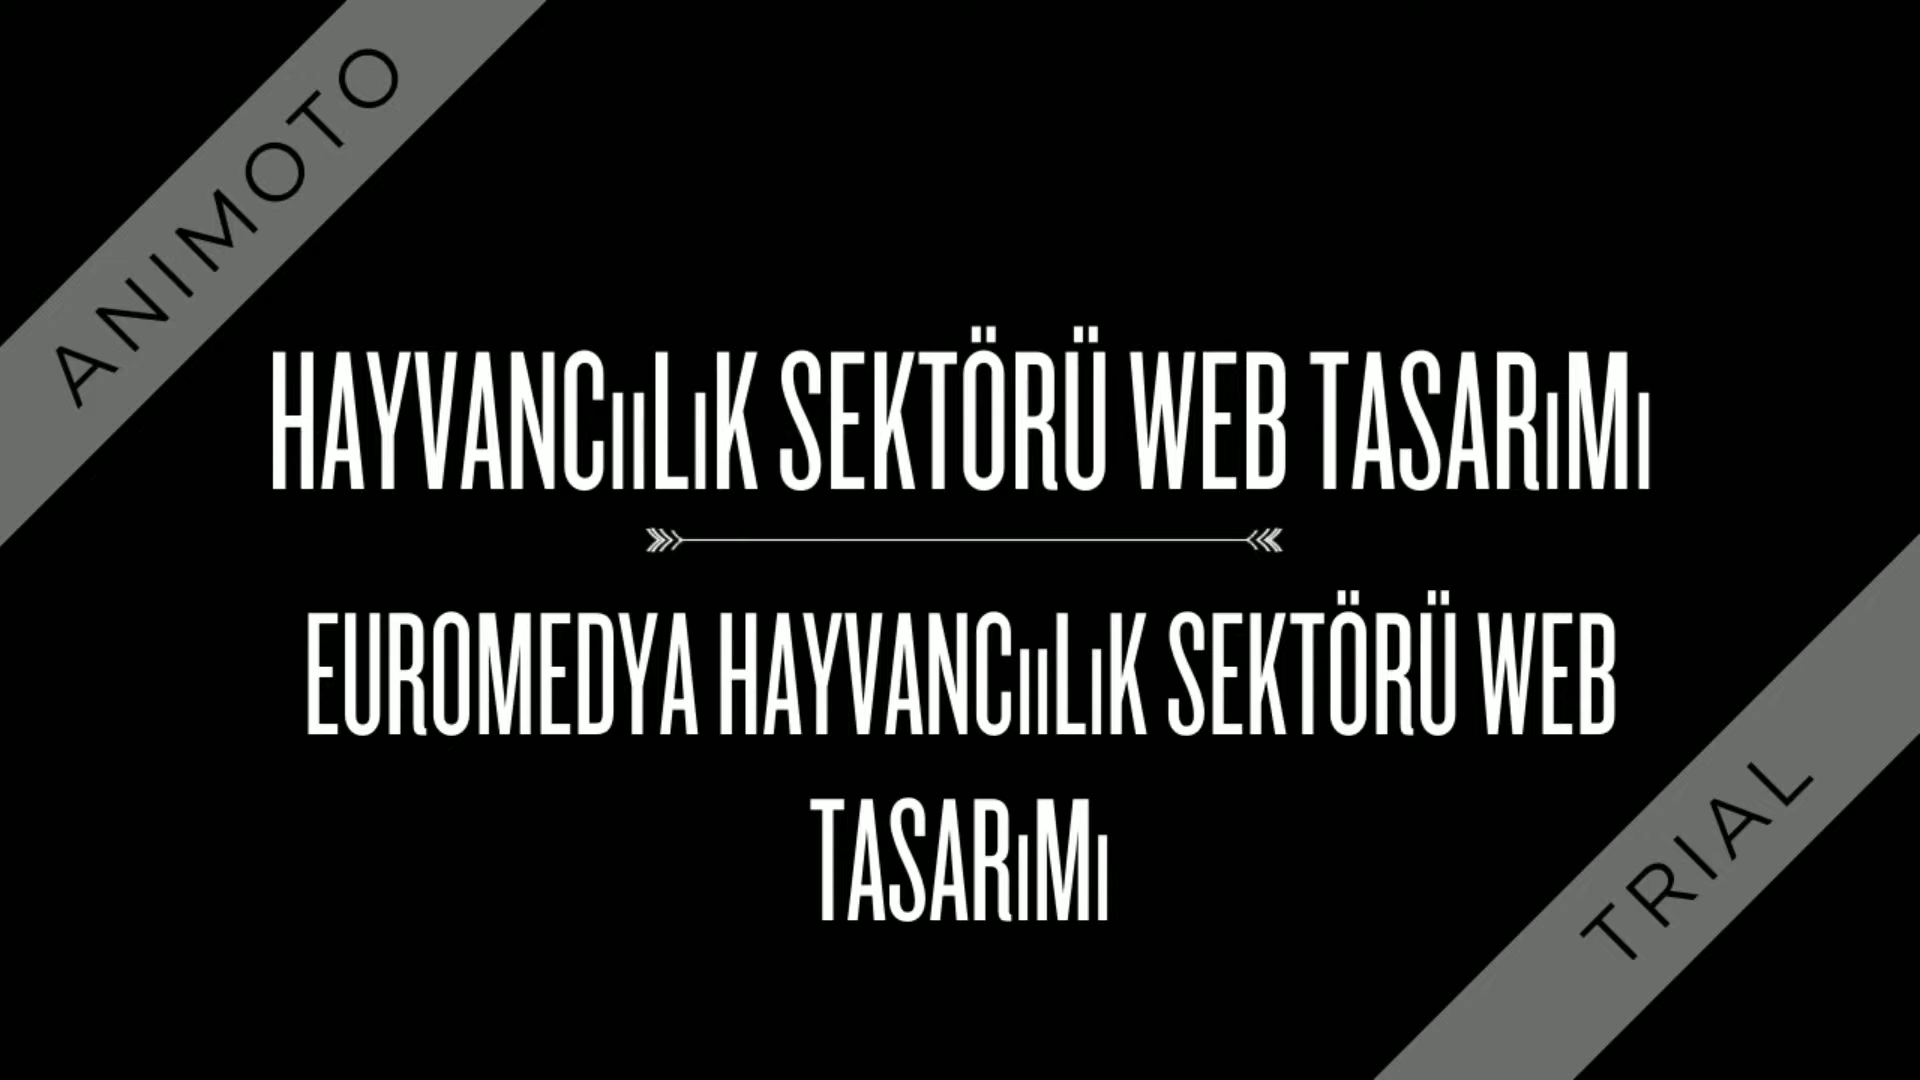 ANIMOTO
HAYVANCııLıK SEKTÖRÜ WEB TASARıMı
EUROMEDYA HAYVANCııLıK SEKTÖRÜ WEB
TASARıMı
TRIAL